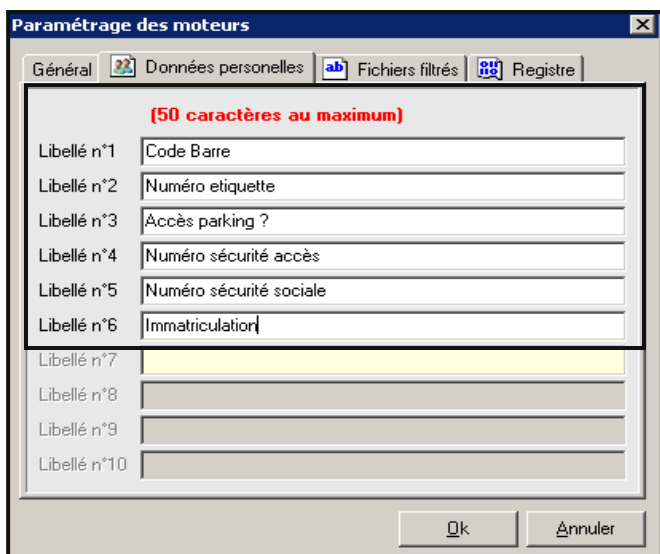 Paramétrage des moteurs
Général Données personelles ab Fichiers filtrés Registre
(50 caractères au maximum)
Libellé n°1 Code Barre
Libellé n°2 Numéro etiquette
Libellé n°3 Accès parking ?
Libellé n°4 Numéro sécurité accès
Libellé n°5 Numéro sécurité sociale
Libellé n°6 Immatriculation
Libellé n°7
Libellé n°8
Libellé n°9
Libellé n°10
Ok Annuler